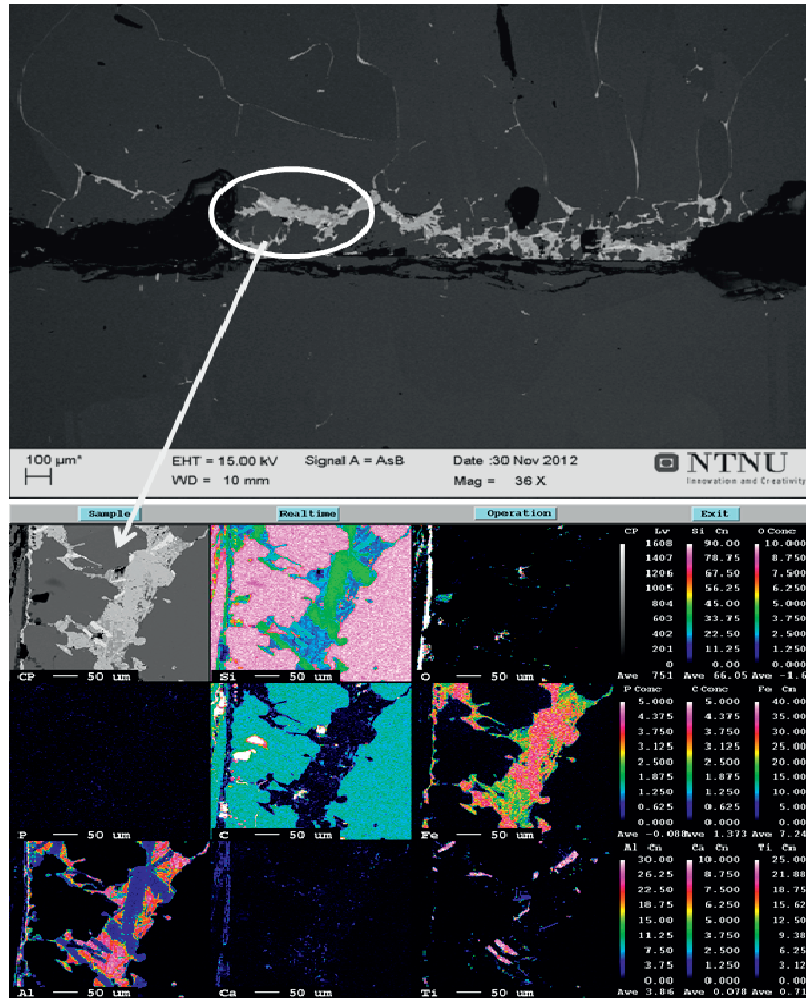 100 µm* EHT = 15.00 kV Signal A = AsB Date :30 Nov 2012 NTNU
WD = 10 mm Mag = 36 X Innovation and Creativity
Sample Realtime Operation Exit
CP Lv Si Cn O Conc
1608 90.00 10.000
1407 78.75 8.750
1206 67.50 7.500
1005 56.25 6.250
804 45.00 5.000
603 33.75 3.750
402 22.50 2.500
201 11.25 1.250
0 0.00 0.000
CP 50 um Si 50 um O 50 um Ave 751 Ave 66.05 Ave -1.6
P Conc C Conc Fe Cn
5.000 5.000 40.00
4.375 4.375 35.00
3.750 3.750 30.00
3.125 3.125 25.00
2.500 2.500 20.00
1.875 1.875 15.00
1.250 1.250 10.00
0.625 0.625 5.00
-0.000 0.000 0.00
P 50 um C 50 um Fe 50 um Ave -0.08 Ave 1.373 Ave 7.24
Al Cn Ca Cn Ti Cn
30.00 10.000 25.00
26.25 8.750 21.88
22.50 7.500 18.75
18.75 6.250 15.62
15.00 5.000 12.50
11.25 3.750 9.38
7.50 2.500 6.25
3.75 1.250 3.12
0.00 0.000 0.00
Al 50 um Ca 50 um Ti 50 um Ave 3.86 Ave 0.078 Ave 0.71